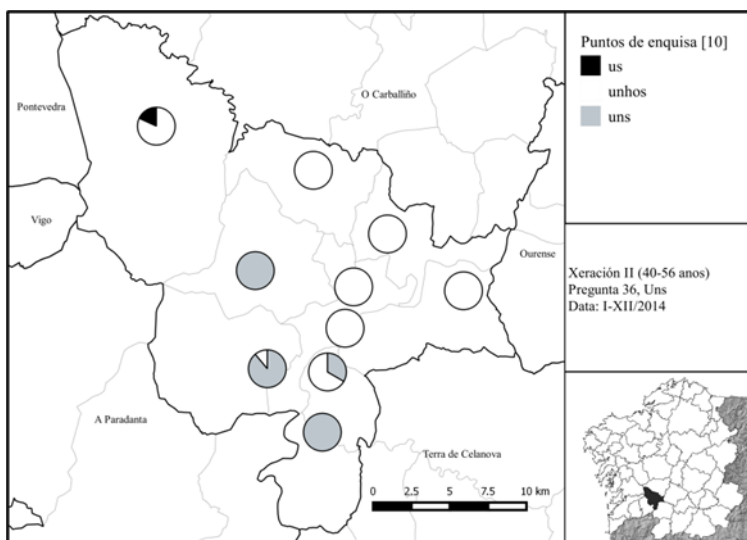 Puntos de enquisa [10]
us
unhos
uns
O Carballiño
Pontevedra
Vigo
Ourense
Xeración II (40-56 anos)
Pregunta 36, Uns
Data: I-XII/2014
A Paradanta
Terra de Celanova
0 2.5 5 7.5 10 km